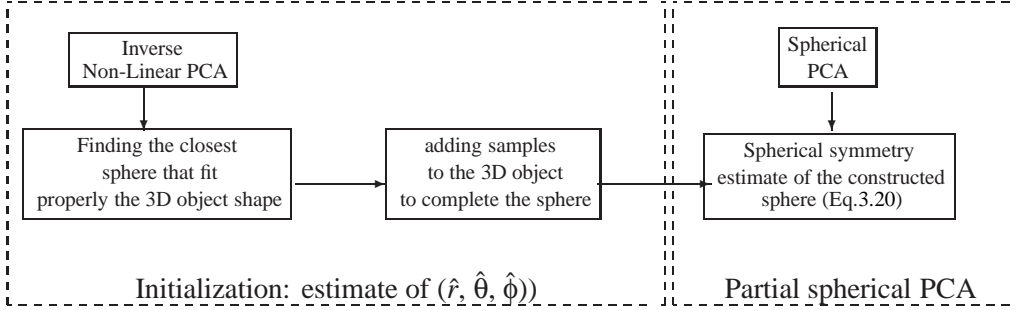 Inverse
Non-Linear PCA
Finding the closest
sphere that fit
properly the 3D object shape
adding samples
to the 3D object
to complete the sphere
Initialization: estimate of (r̂, θ̂, ϕ̂))
Spherical
PCA
Spherical symmetry
estimate of the constructed
sphere (Eq.3.20)
Partial spherical PCA